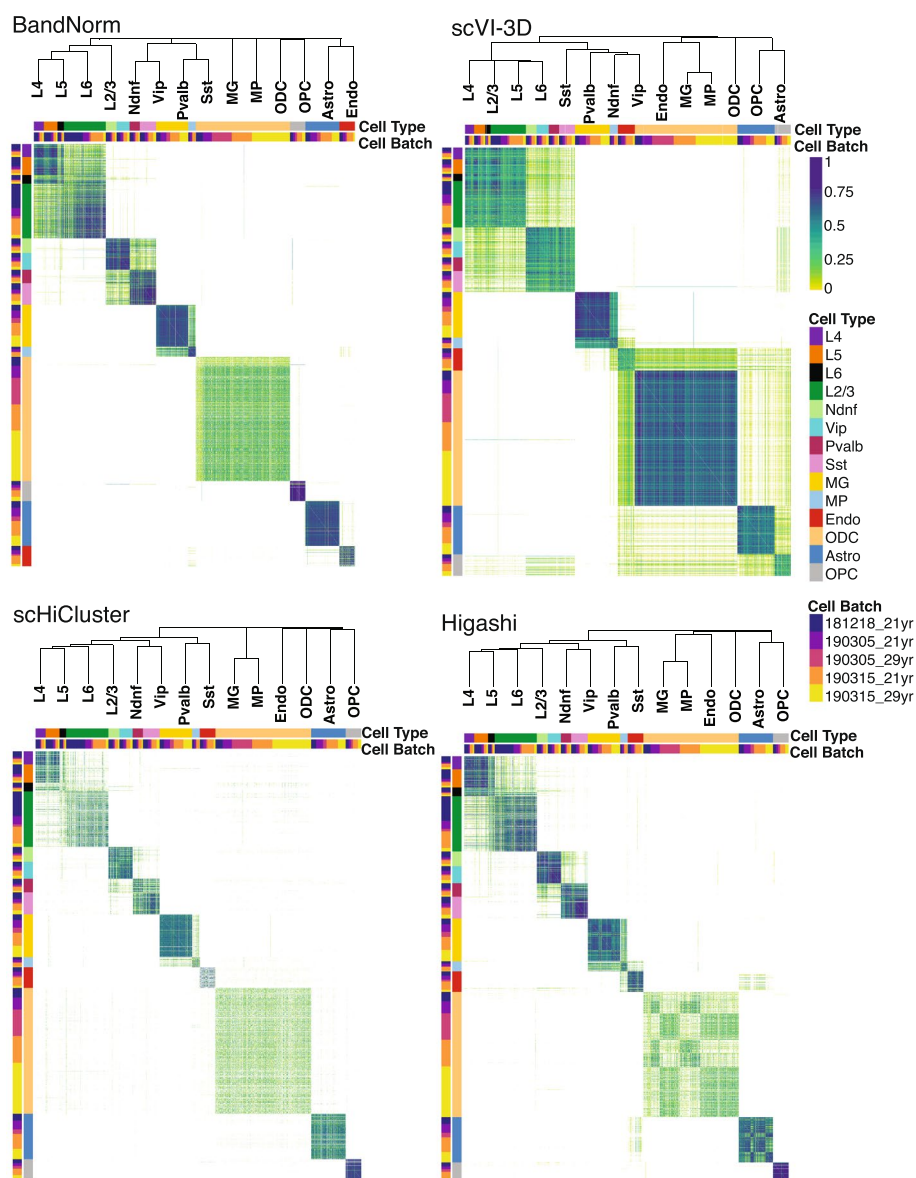 BandNorm
L4 L5 L6 L2/3 Ndnf Vip Pvalb Sst MG MP ODC OPC Astro Endo
Cell Type
Cell Batch
scVI-3D
L4 L2/3 L5 L6 Sst Pvalb Ndnf Vip Endo MG MP ODC OPC Astro
Cell Type
Cell Batch
1
0.75
0.5
0.25
0
Cell Type
L4
L5
L6
L2/3
Ndnf
Vip
Pvalb
Sst
MG
MP
Endo
ODC
Astro
OPC
scHiCluster
L4 L5 L6 L2/3 Ndnf Vip Pvalb Sst MG MP Endo ODC Astro OPC
Cell Type
Cell Batch
Higashi
L4 L5 L6 L2/3 Ndnf Vip Pvalb Sst MG MP Endo ODC Astro OPC
Cell Type
Cell Batch
Cell Batch
181218_21yr
190305_21yr
190305_29yr
190315_21yr
190315_29yr